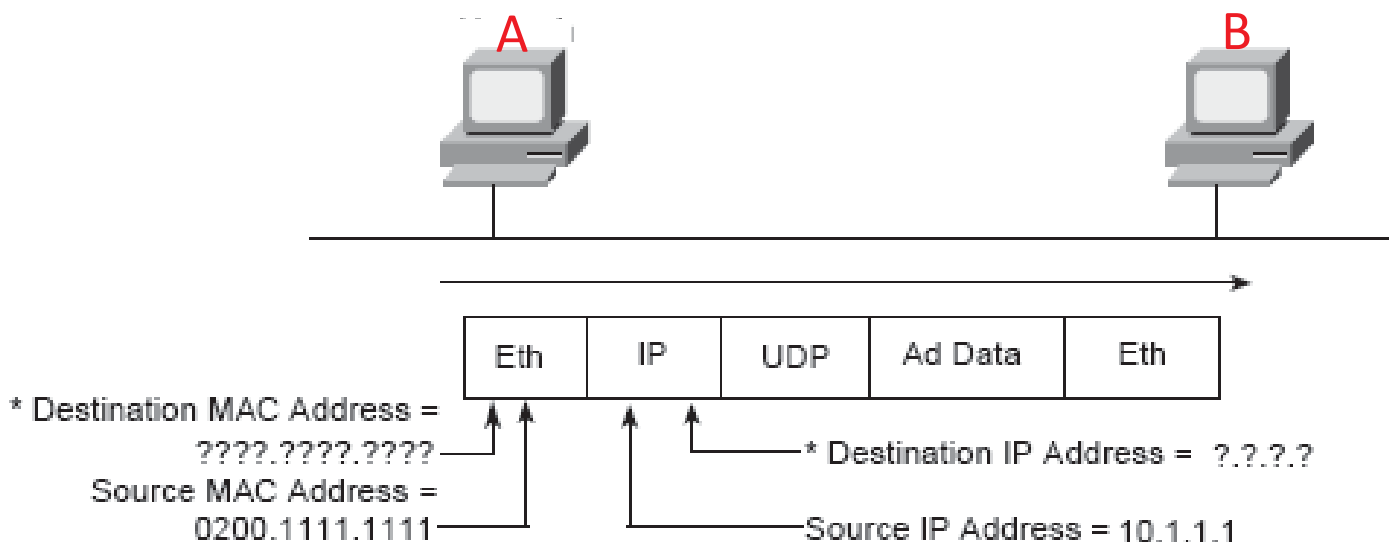 A
B
Eth
IP
UDP
Ad Data
Eth
* Destination MAC Address =
????.????.????
Source MAC Address =
0200.1111.1111
* Destination IP Address = ?.?.?.?
Source IP Address = 10.1.1.1